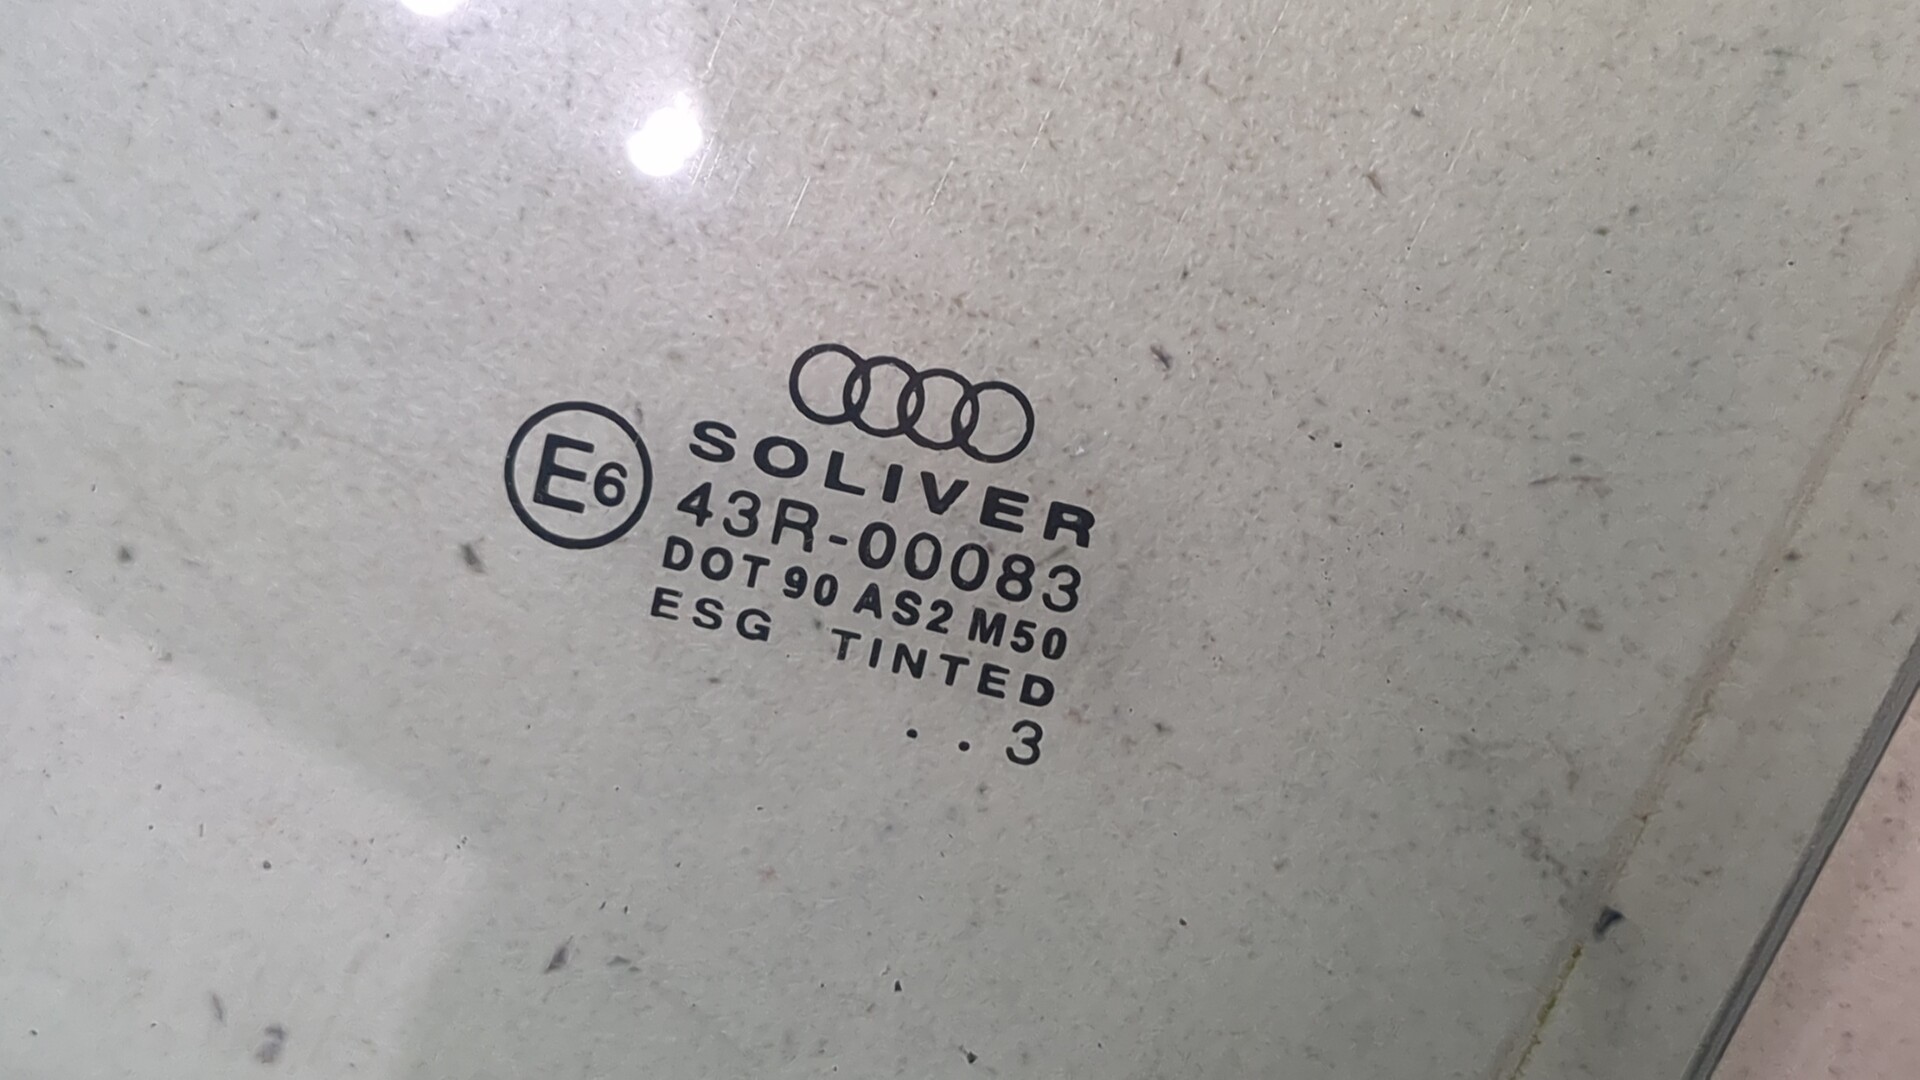 SOLIVER
E6
43R-00083
DOT 90 AS2 M50
ESG TINTED
. . 3